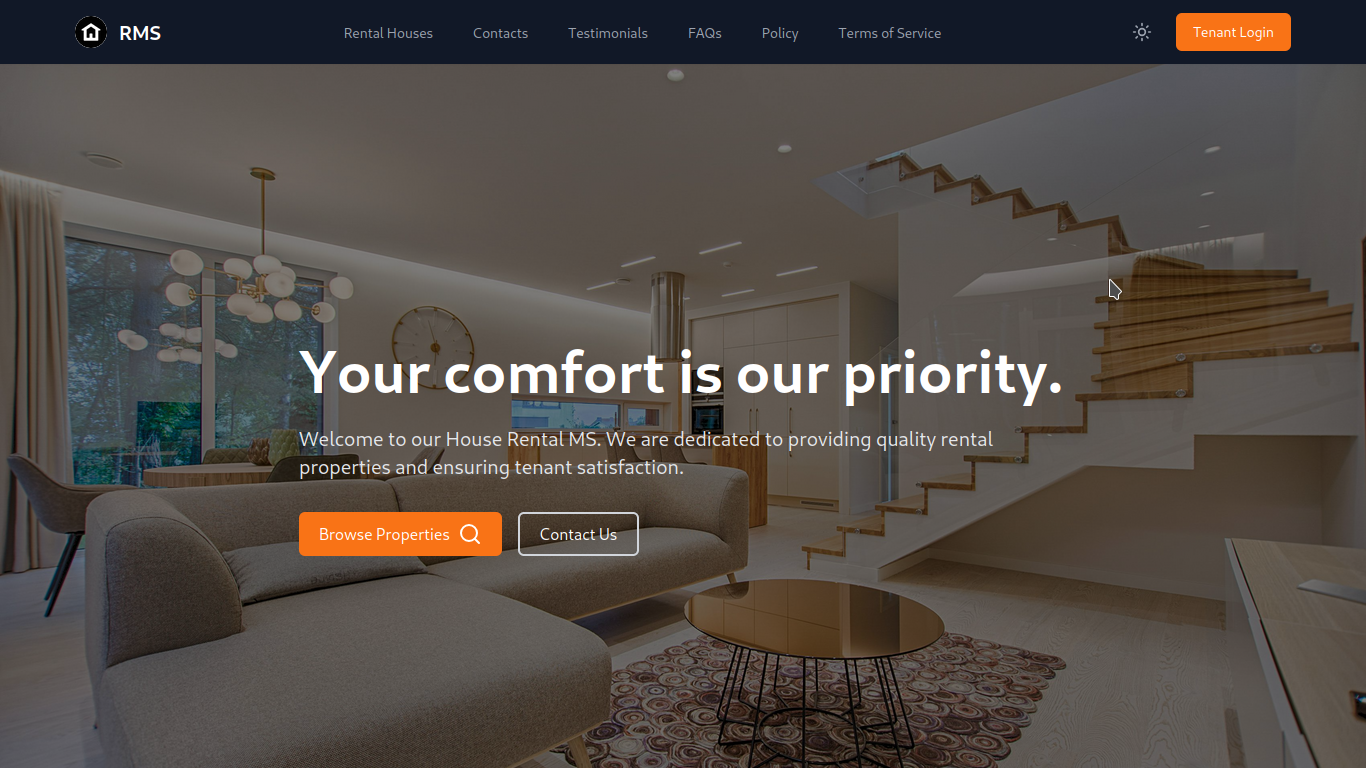 RMS
Rental Houses
Contacts
Testimonials
FAQs
Policy
Terms of Service
Tenant Login
Your comfort is our priority.
Welcome to our House Rental MS. We are dedicated to providing quality rental
properties and ensuring tenant satisfaction.
Browse Properties
Contact Us